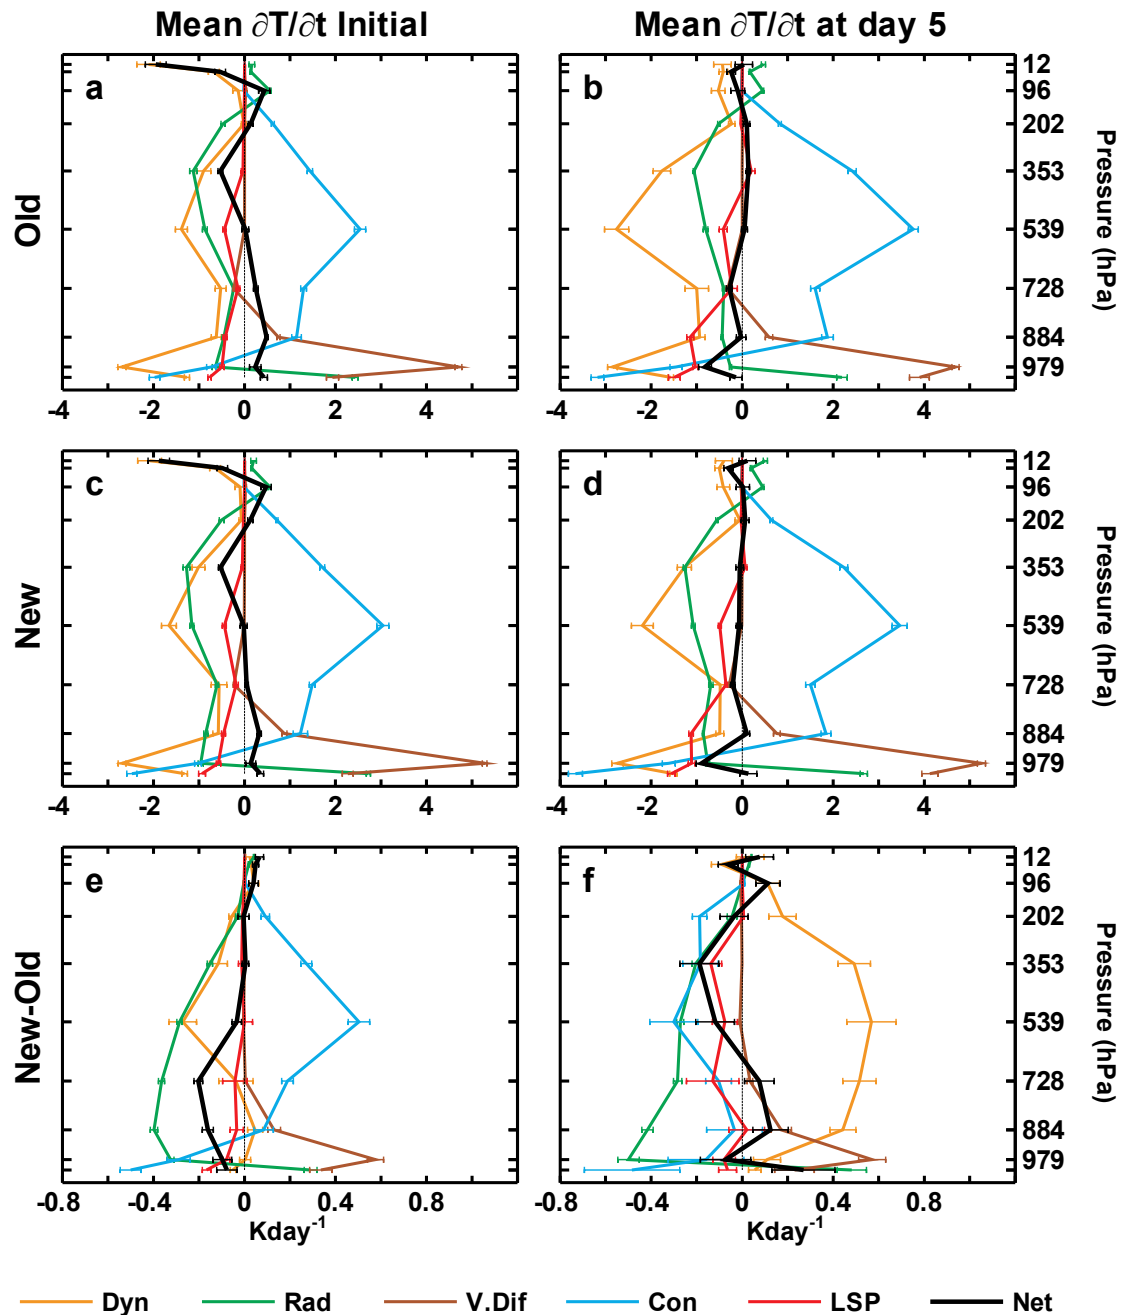 Mean ∂T/∂t Initial
Mean ∂T/∂t at day 5
Old
a
-4 -2 0 2 4
b
12
96
202
353
539
728
884
979
Pressure (hPa)
-4 -2 0 2 4
New
c
-4 -2 0 2 4
d
12
96
202
353
539
728
884
979
Pressure (hPa)
-4 -2 0 2 4
New-Old
e
-0.8 -0.4 0 0.4 0.8
Kday⁻¹
f
12
96
202
353
539
728
884
979
Pressure (hPa)
-0.8 -0.4 0 0.4 0.8
Kday⁻¹
Dyn Rad V.Dif Con LSP Net